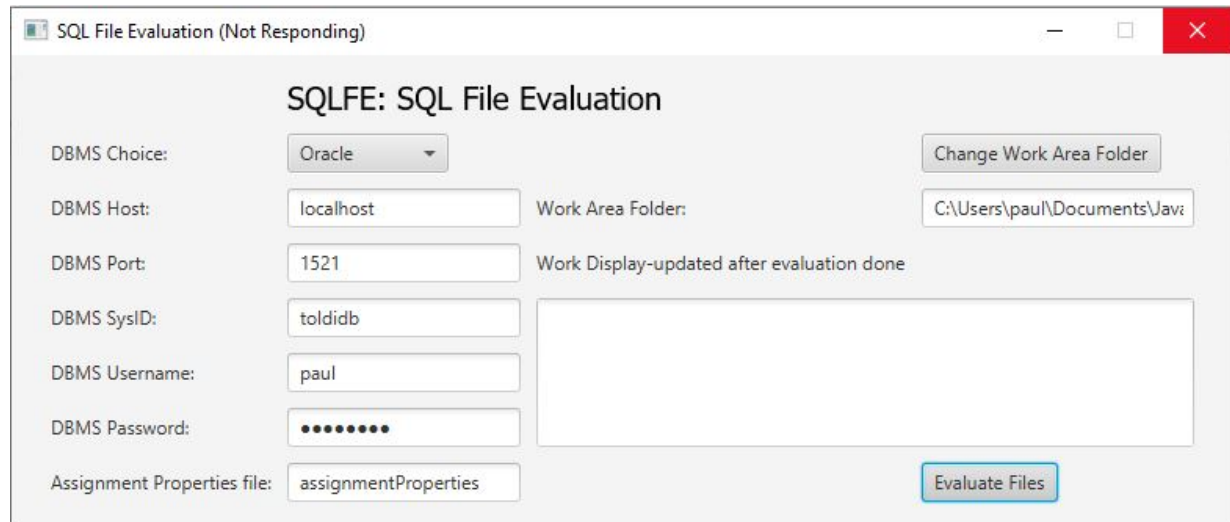 SQL File Evaluation (Not Responding)
SQLFE: SQL File Evaluation
DBMS Choice: Oracle Change Work Area Folder
DBMS Host: localhost Work Area Folder: C:\Users\paul\Documents\Java
DBMS Port: 1521 Work Display-updated after evaluation done
DBMS SysID: toldidb
DBMS Username: paul
DBMS Password: ●●●●●●●●
Assignment Properties file: assignmentProperties Evaluate Files